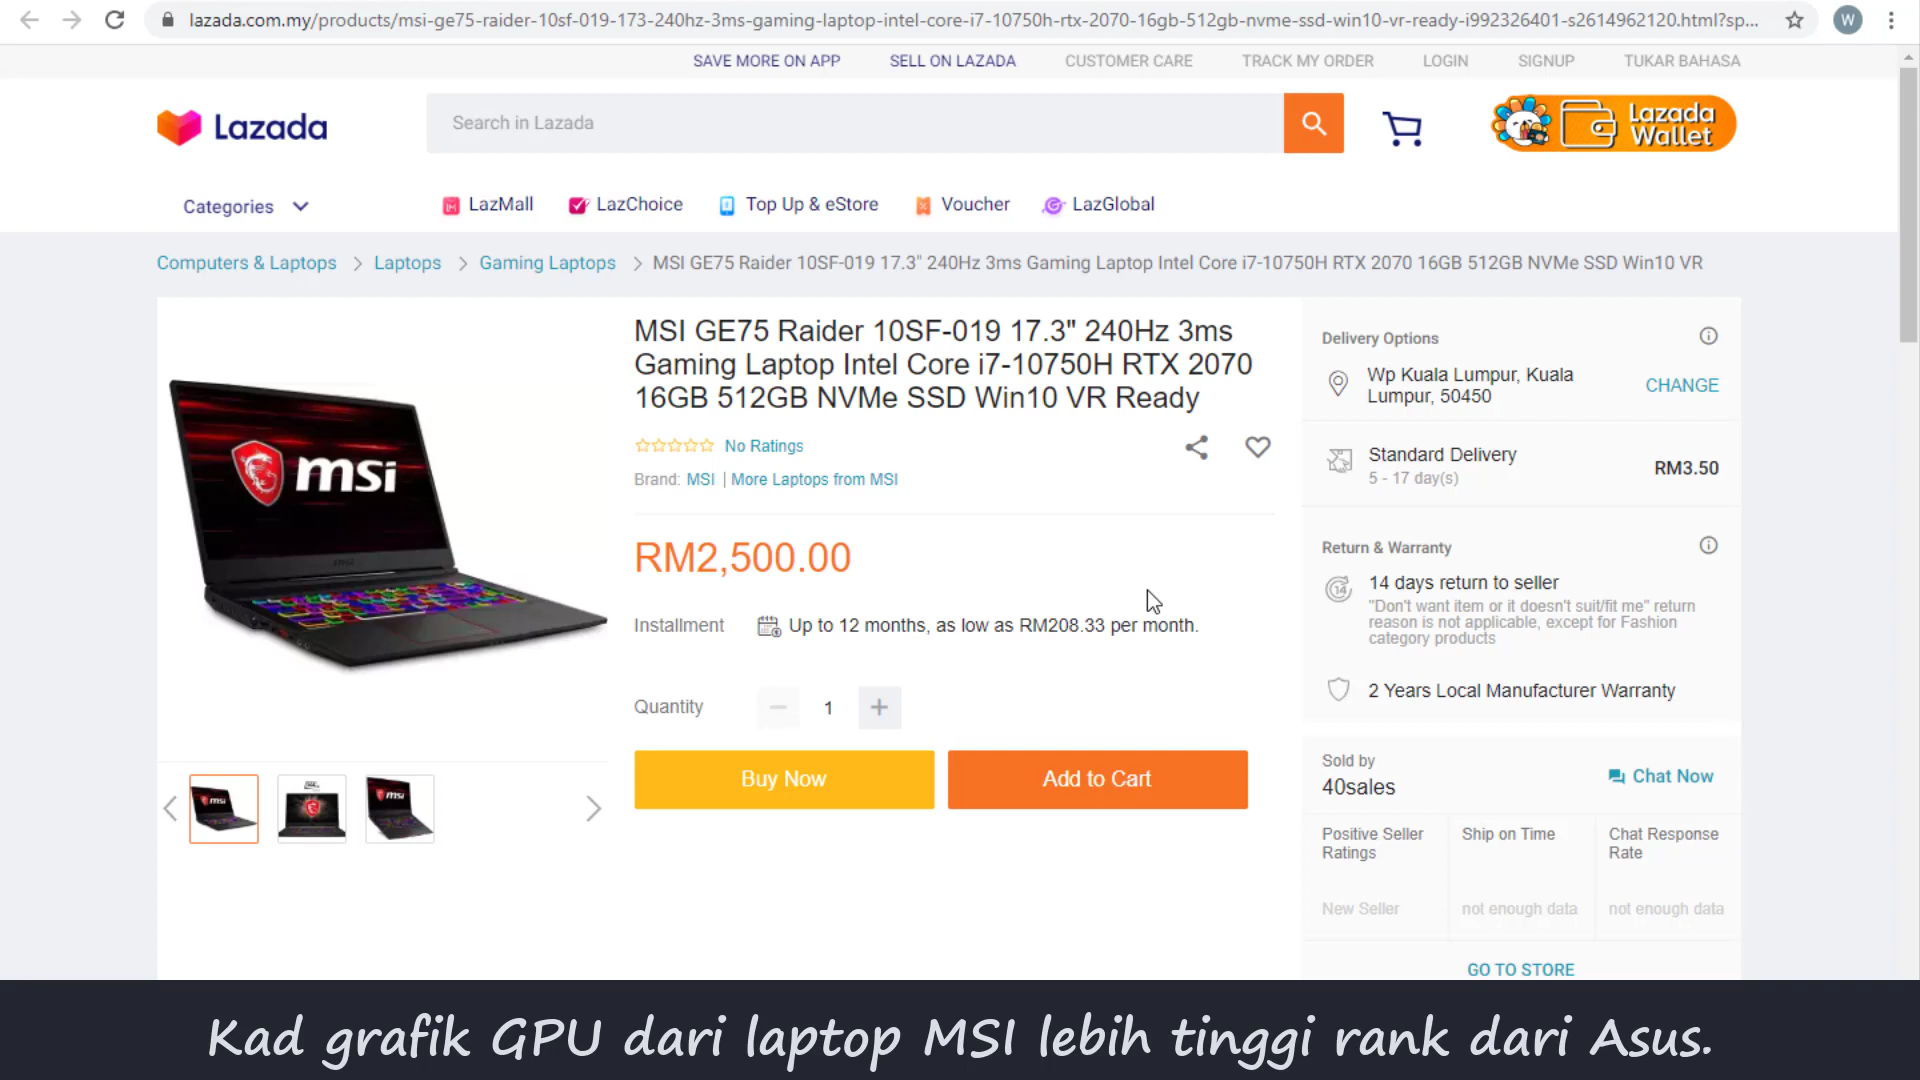 lazada.com.my/products/msi-ge75-raider-10sf-019-173-240hz-3ms-gaming-laptop-intel-core-i7-10750h-rtx-2070-16gb-512gb-nvme-ssd-win10-vr-ready-i992326401-s2614962120.html?sp...
W
SAVE MORE ON APP SELL ON LAZADA CUSTOMER CARE TRACK MY ORDER LOGIN SIGNUP TUKAR BAHASA
Lazada
Search in Lazada
Lazada
Wallet
Categories LazMall LazChoice Top Up & eStore Voucher LazGlobal
Computers & Laptops > Laptops > Gaming Laptops > MSI GE75 Raider 10SF-019 17.3" 240Hz 3ms Gaming Laptop Intel Core i7-10750H RTX 2070 16GB 512GB NVMe SSD Win10 VR
msi
MSI GE75 Raider 10SF-019 17.3" 240Hz 3ms
Gaming Laptop Intel Core i7-10750H RTX 2070
16GB 512GB NVMe SSD Win10 VR Ready
No Ratings
Brand: MSI | More Laptops from MSI
RM2,500.00
Installment Up to 12 months, as low as RM208.33 per month.
Quantity − 1 +
Buy Now Add to Cart
Delivery Options
Wp Kuala Lumpur, Kuala
Lumpur, 50450
CHANGE
Standard Delivery
5 - 17 day(s)
RM3.50
Return & Warranty
14
14 days return to seller
"Don't want item or it doesn't suit/fit me" return
reason is not applicable, except for Fashion
category products
2 Years Local Manufacturer Warranty
Sold by
40sales
Chat Now
Positive Seller
Ratings
New Seller
Ship on Time
not enough data
Chat Response
Rate
not enough data
GO TO STORE
Kad grafik GPU dari laptop MSI lebih tinggi rank dari Asus.